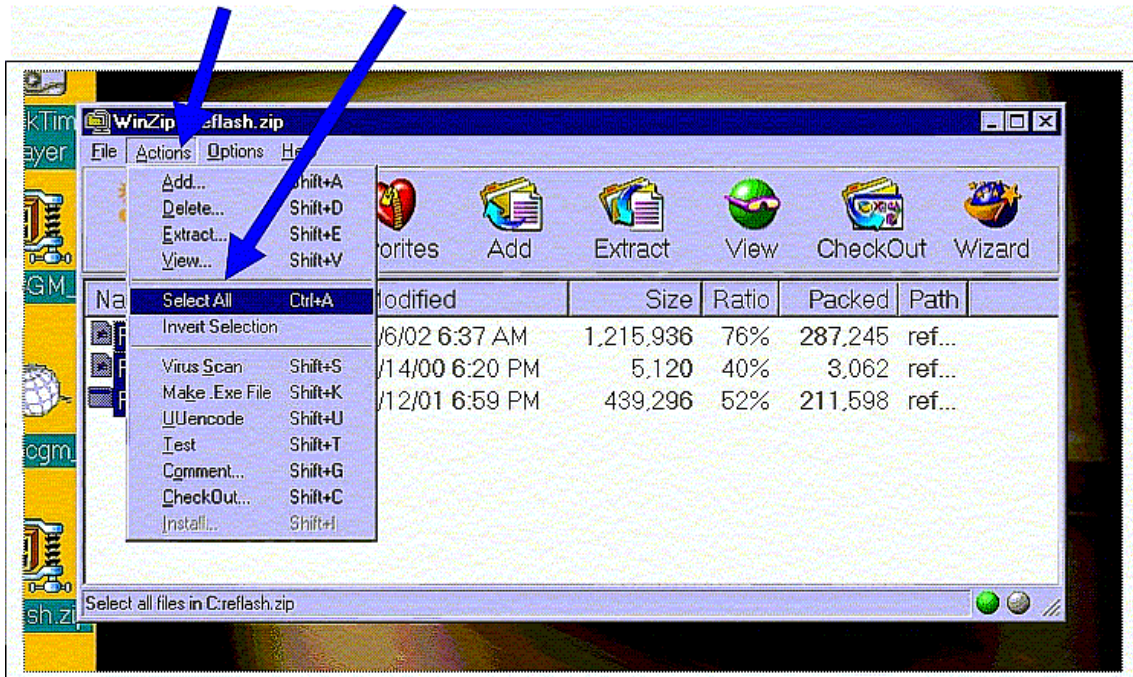 kTim
ayer
GM_
cgm_
sh.zi
WinZip eflash.zip
File Actions Options He
Add... Shift+A
Delete... Shift+D
Extract... Shift+E
View... Shift+V
Select All Ctrl+A
Invert Selection
Virus Scan Shift+S
Make .Exe File Shift+K
UUencode Shift+U
Test Shift+T
Comment... Shift+G
CheckOut... Shift+C
Install... Shift+I
orites Add Extract View CheckOut Wizard
Na Modified Size Ratio Packed Path
/6/02 6:37 AM 1,215,936 76% 287,245 ref...
/14/00 6:20 PM 5,120 40% 3,062 ref...
/12/01 6:59 PM 439,296 52% 211,598 ref...
Select all files in C:reflash.zip